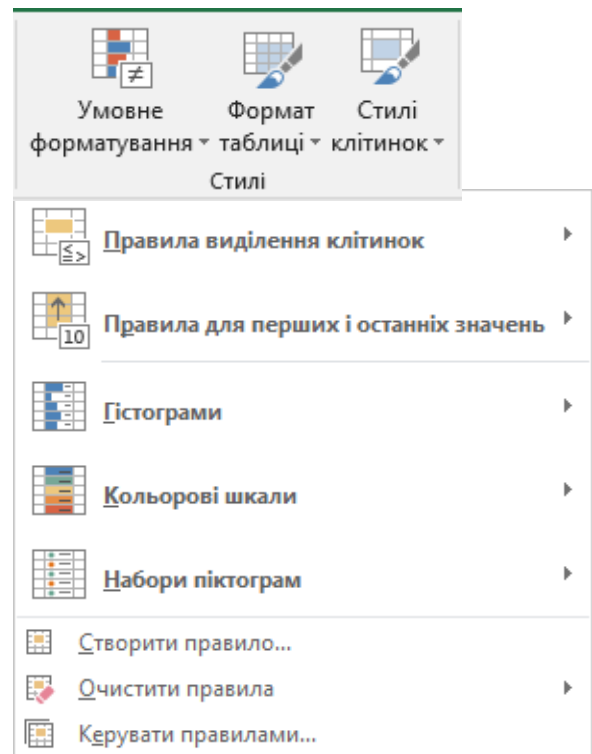 Умовне форматування
Формат таблиці
Стилі клітинок
Стилі
≠
≤>
Правила виділення клітинок
10
Правила для перших і останніх значень
Гістограми
Кольорові шкали
Набори піктограм
Створити правило...
Очистити правила
Керувати правилами...